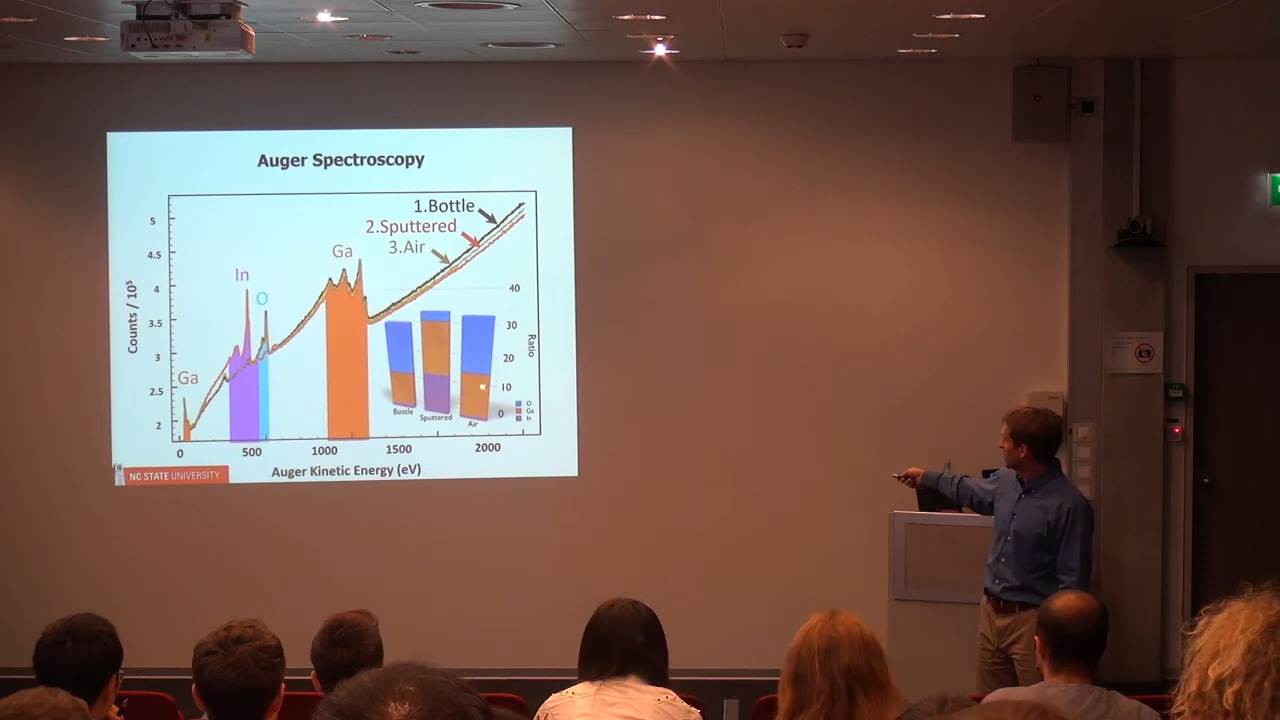 Auger Spectroscopy
1.Bottle
2.Sputtered
3.Air
Ga
In
O
Ga
Counts / 10⁵
5
4.5
4
3.5
3
2.5
2
0
500
1000
1500
2000
Auger Kinetic Energy (eV)
40
30
20
10
0
Ratio
Bottle
Sputtered
Air
O
Ga
In
NC STATE UNIVERSITY